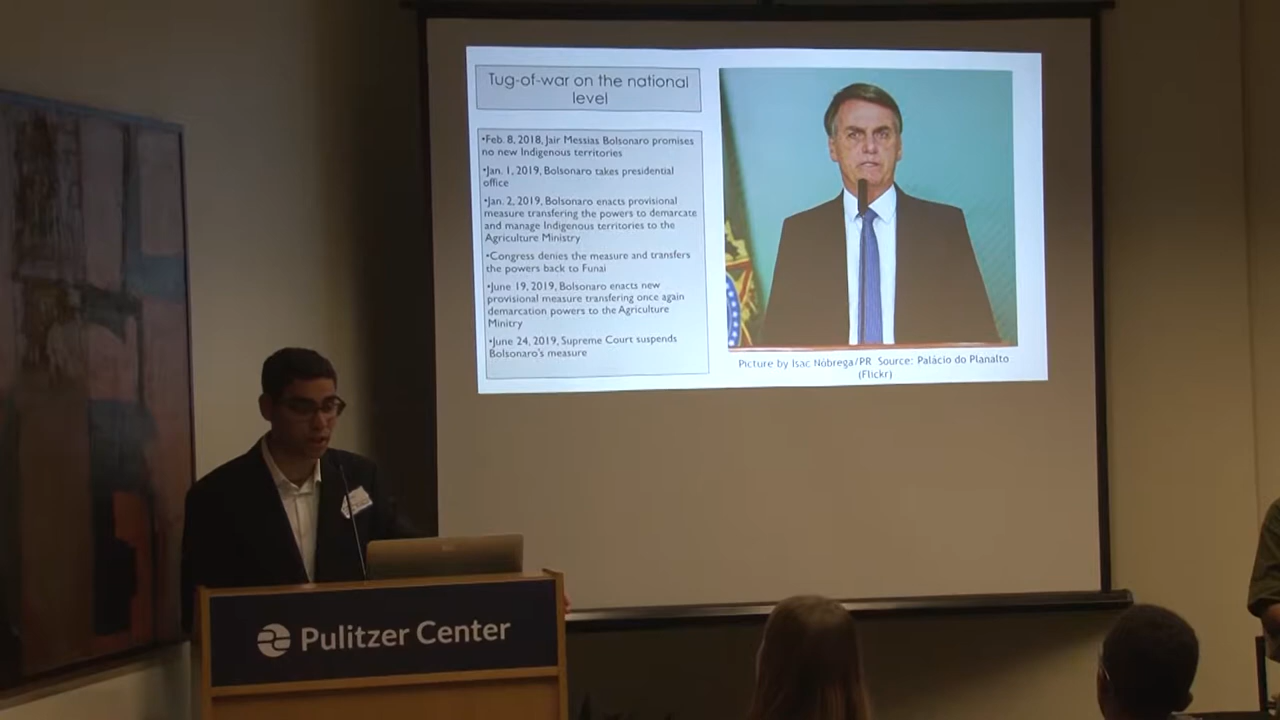 Tug-of-war on the national
level
•Feb. 8, 2018, Jair Messias Bolsonaro promises
no new Indigenous territories
•Jan. 1, 2019, Bolsonaro takes presidential
office
•Jan. 2, 2019, Bolsonaro enacts provisional
measure transfering the powers to demarcate
and manage Indigenous territories to the
Agriculture Ministry
•Congress denies the measure and transfers
the powers back to Funai
•June 19, 2019, Bolsonaro enacts new
provisional measure transfering once again
demarcation powers to the Agriculture
Minitry
•June 24, 2019, Supreme Court suspends
Bolsonaro's measure
Picture by Isac Nóbrega/PR Source: Palácio do Planalto
(Flickr)
Pulitzer Center